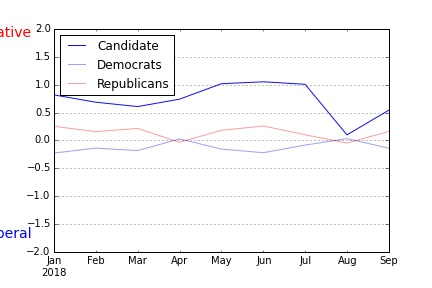 2.0
ative
Candidate
1.5
Democrats
Republicans
1.0
0.5
0.0
−0.5
−1.0
−1.5
beral
−2.0
Jan Feb Mar Apr May Jun Jul Aug Sep
2018